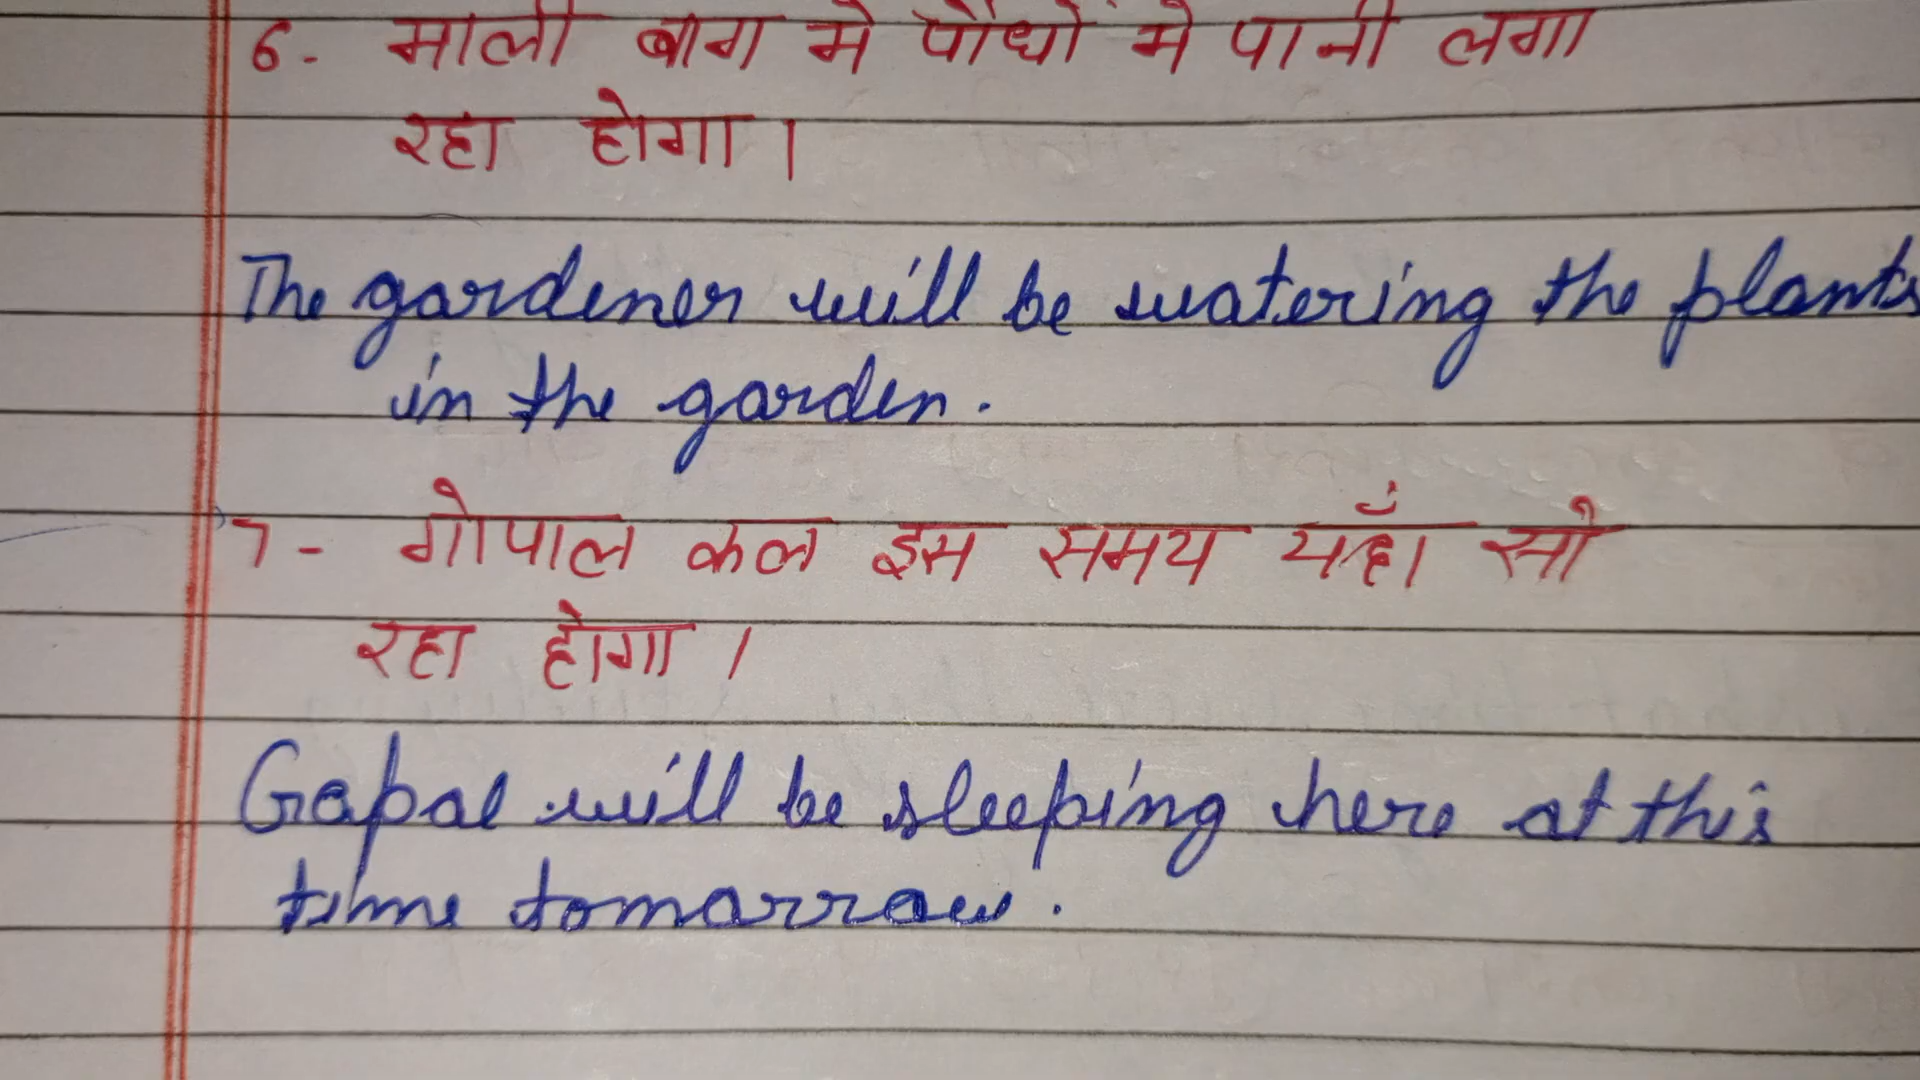 6- माली बाग मे पौधों मे पानी लगा
रहा होगा।
The gardener will be watering the plants
in the garden.
7- गोपाल कल इस समय यहाँ सो
रहा होगा।
Gapal will be sleeping here at this
time tomorrow.